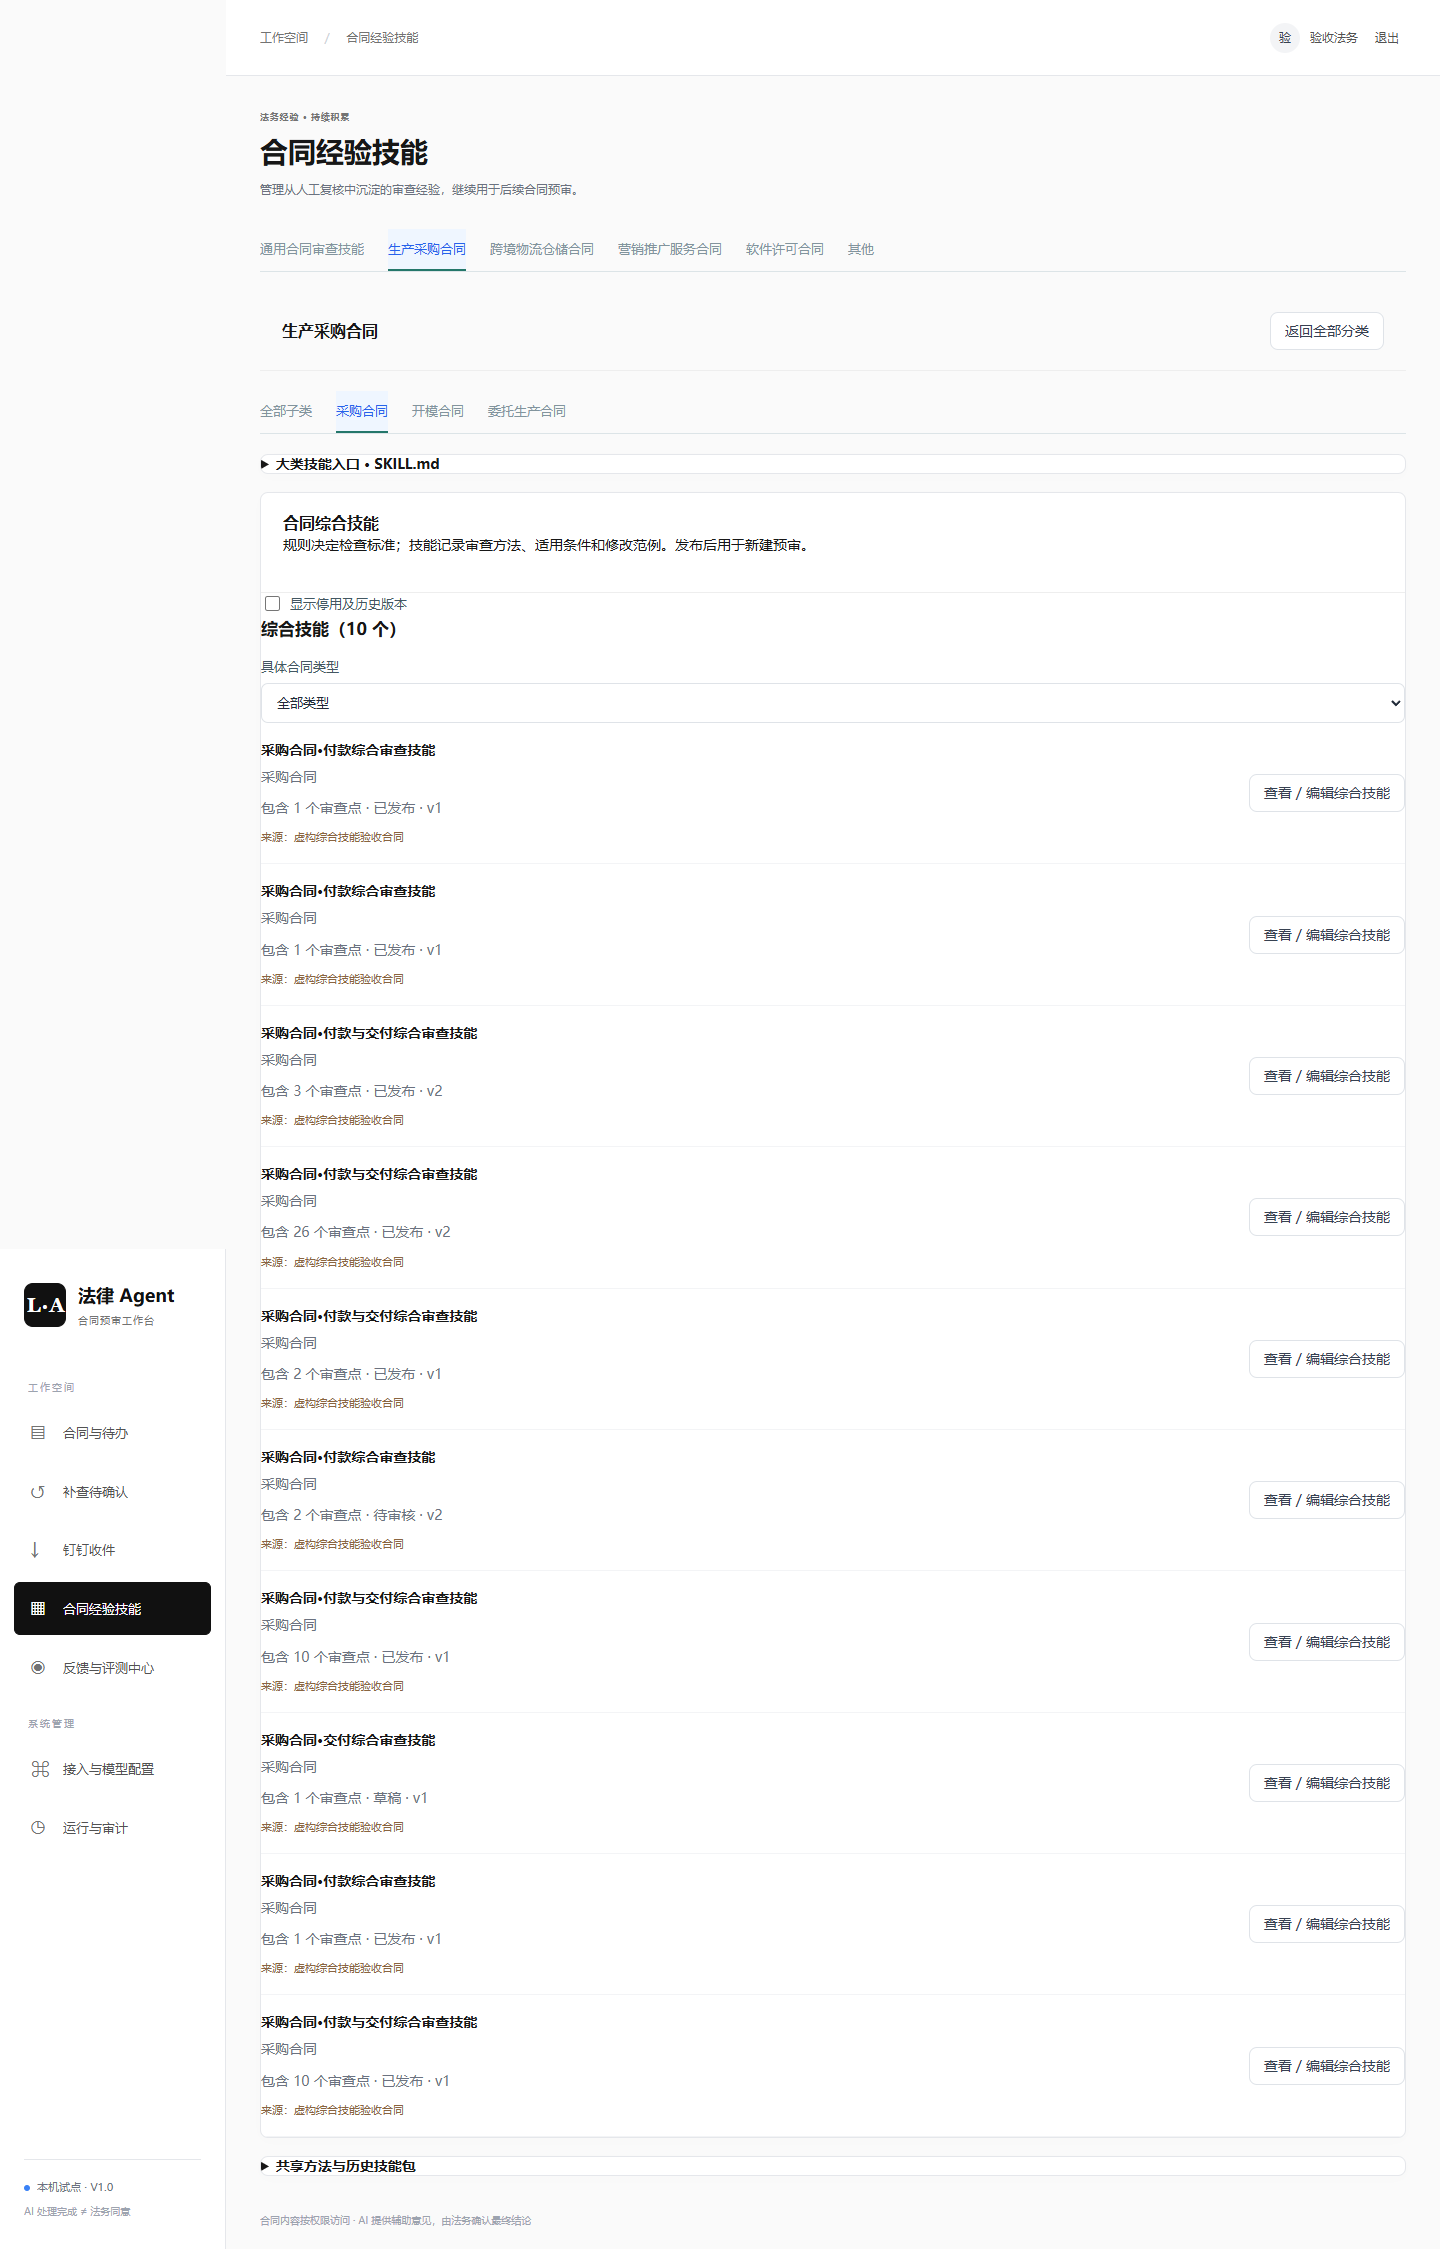 工作空间 / 合同经验技能
验 验收法务 退出
法务经验 • 持续积累
合同经验技能
管理从人工复核中沉淀的审查经验，继续用于后续合同预审。
通用合同审查技能 生产采购合同 跨境物流仓储合同 营销推广服务合同 软件许可合同 其他
生产采购合同
返回全部分类
全部子类 采购合同 开模合同 委托生产合同
▶ 大类技能入口 • SKILL.md
合同综合技能
规则决定检查标准；技能记录审查方法、适用条件和修改范例。发布后用于新建预审。
显示停用及历史版本
综合技能（10 个）
具体合同类型
全部类型
采购合同•付款综合审查技能
采购合同
包含 1 个审查点 · 已发布 · v1
来源：虚构综合技能验收合同
查看 / 编辑综合技能
采购合同•付款综合审查技能
采购合同
包含 1 个审查点 · 已发布 · v1
来源：虚构综合技能验收合同
查看 / 编辑综合技能
采购合同•付款与交付综合审查技能
采购合同
包含 3 个审查点 · 已发布 · v2
来源：虚构综合技能验收合同
查看 / 编辑综合技能
采购合同•付款与交付综合审查技能
采购合同
包含 26 个审查点 · 已发布 · v2
来源：虚构综合技能验收合同
查看 / 编辑综合技能
采购合同•付款与交付综合审查技能
采购合同
包含 2 个审查点 · 已发布 · v1
来源：虚构综合技能验收合同
查看 / 编辑综合技能
采购合同•付款综合审查技能
采购合同
包含 2 个审查点 · 待审核 · v2
来源：虚构综合技能验收合同
查看 / 编辑综合技能
采购合同•付款与交付综合审查技能
采购合同
包含 10 个审查点 · 已发布 · v1
来源：虚构综合技能验收合同
查看 / 编辑综合技能
采购合同•交付综合审查技能
采购合同
包含 1 个审查点 · 草稿 · v1
来源：虚构综合技能验收合同
查看 / 编辑综合技能
采购合同•付款综合审查技能
采购合同
包含 1 个审查点 · 已发布 · v1
来源：虚构综合技能验收合同
查看 / 编辑综合技能
采购合同•付款与交付综合审查技能
采购合同
包含 10 个审查点 · 已发布 · v1
来源：虚构综合技能验收合同
查看 / 编辑综合技能
▶ 共享方法与历史技能包
合同内容按权限访问 · AI 提供辅助意见，由法务确认最终结论
L·A
法律 Agent
合同预审工作台
工作空间
合同与待办
补查待确认
钉钉收件
合同经验技能
反馈与评测中心
系统管理
接入与模型配置
运行与审计
本机试点 · V1.0
AI 处理完成 ≠ 法务同意